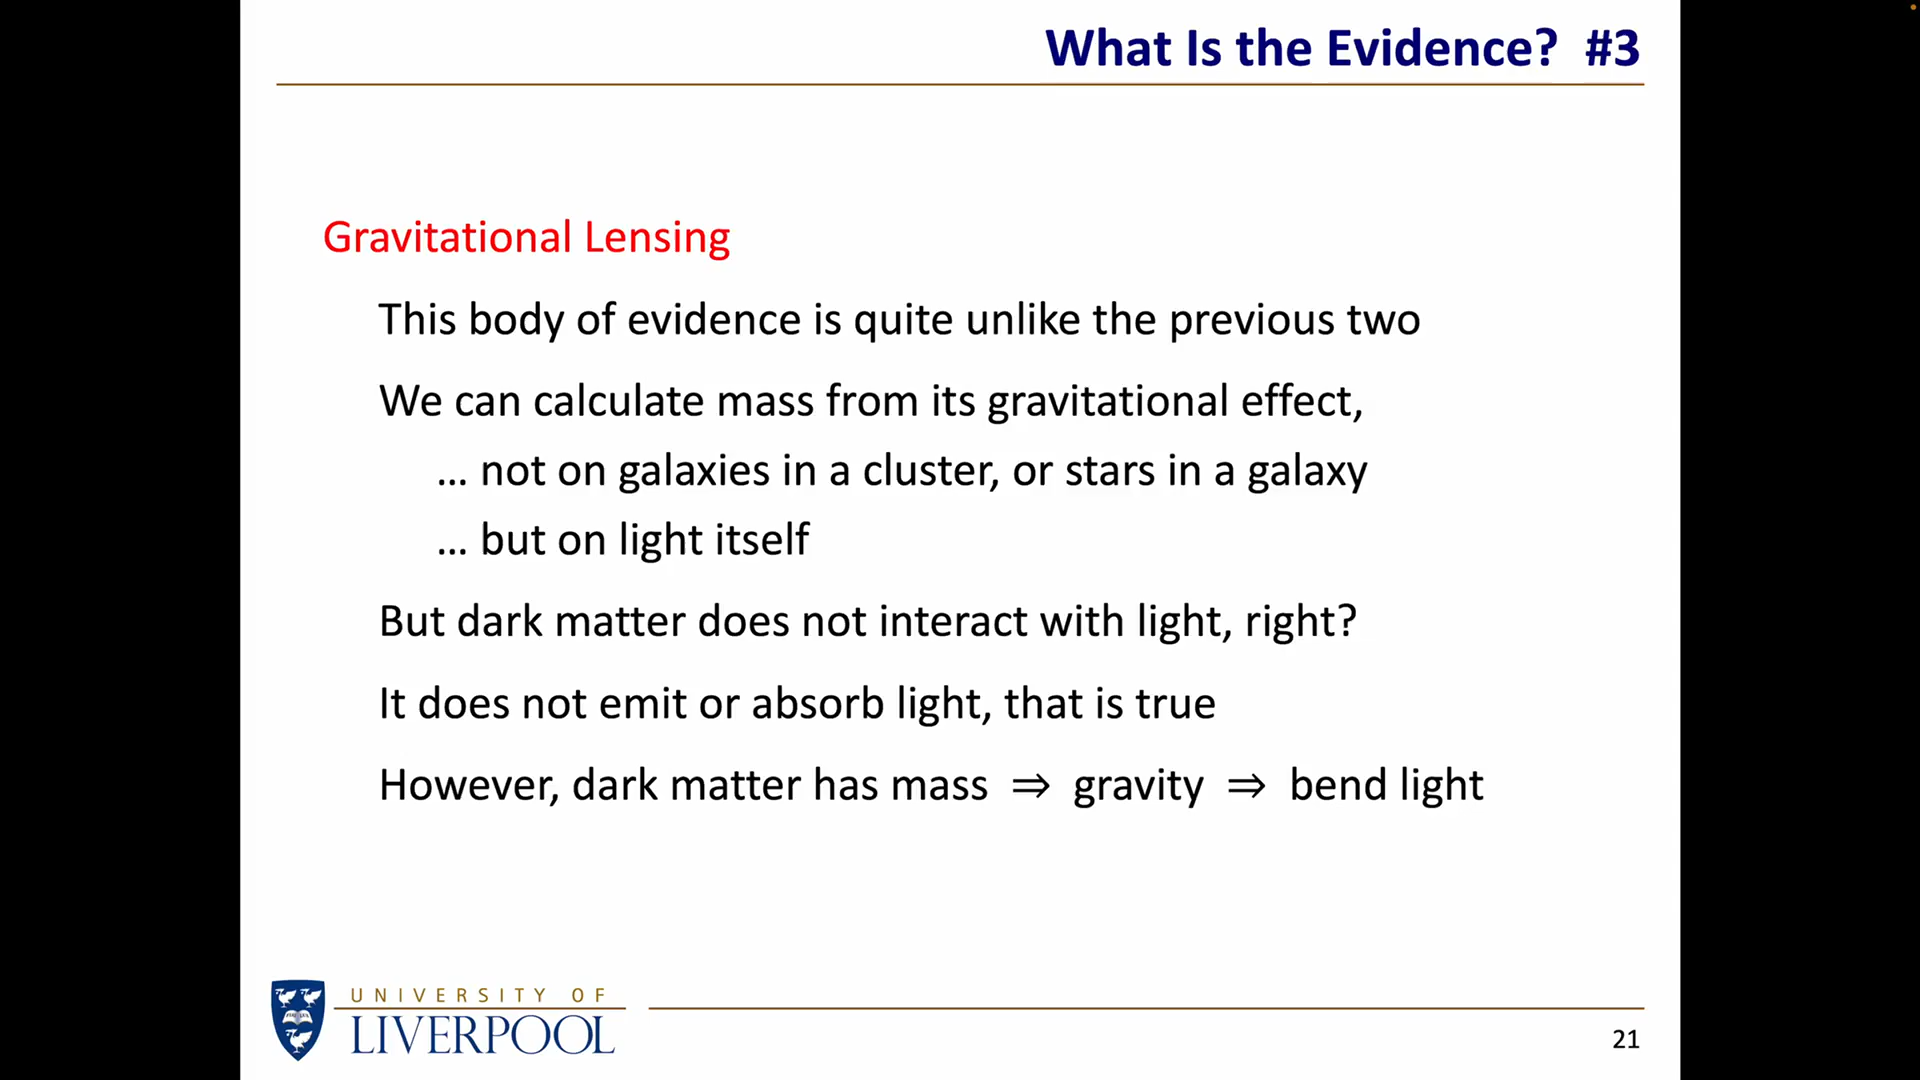 What Is the Evidence? #3
Gravitational Lensing
This body of evidence is quite unlike the previous two
We can calculate mass from its gravitational effect,
... not on galaxies in a cluster, or stars in a galaxy
... but on light itself
But dark matter does not interact with light, right?
It does not emit or absorb light, that is true
However, dark matter has mass ⇒ gravity ⇒ bend light
UNIVERSITY OF
LIVERPOOL
21